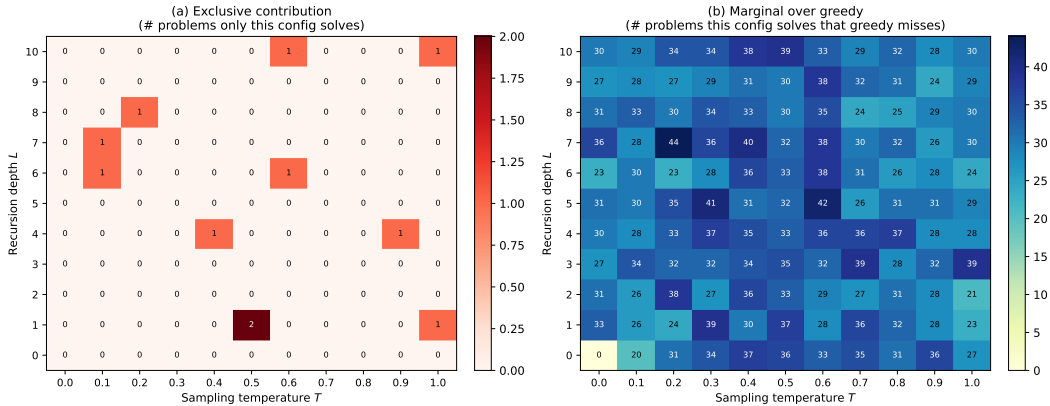 (a) Exclusive contribution
(# problems only this config solves)
Recursion depth L
10 0 0 0 0 0 0 1 0 0 0 1
9 0 0 0 0 0 0 0 0 0 0 0
8 0 0 1 0 0 0 0 0 0 0 0
7 0 1 0 0 0 0 0 0 0 0 0
6 0 1 0 0 0 0 1 0 0 0 0
5 0 0 0 0 0 0 0 0 0 0 0
4 0 0 0 0 1 0 0 0 0 1 0
3 0 0 0 0 0 0 0 0 0 0 0
2 0 0 0 0 0 0 0 0 0 0 0
1 0 0 0 0 0 2 0 0 0 0 1
0 0 0 0 0 0 0 0 0 0 0 0
0.0 0.1 0.2 0.3 0.4 0.5 0.6 0.7 0.8 0.9 1.0
Sampling temperature T
2.00
1.75
1.50
1.25
1.00
0.75
0.50
0.25
0.00
(b) Marginal over greedy
(# problems this config solves that greedy misses)
Recursion depth L
10 30 29 34 34 38 39 33 29 32 28 30
9 27 28 27 29 31 30 38 32 31 24 29
8 31 33 30 34 33 35 33 24 25 29 30
7 36 28 44 36 40 32 38 31 30 26 30
6 23 30 23 28 36 33 38 31 26 28 24
5 31 30 35 41 31 32 42 26 31 31 29
4 30 28 33 37 35 33 36 36 37 28 28
3 27 34 32 32 34 35 33 39 28 32 39
2 31 26 38 27 36 33 29 27 31 28 21
1 33 26 24 39 30 37 28 36 32 28 23
0 0 20 31 34 37 36 33 35 31 36 27
0.0 0.1 0.2 0.3 0.4 0.5 0.6 0.7 0.8 0.9 1.0
Sampling temperature T
40
35
30
25
20
15
10
5
0